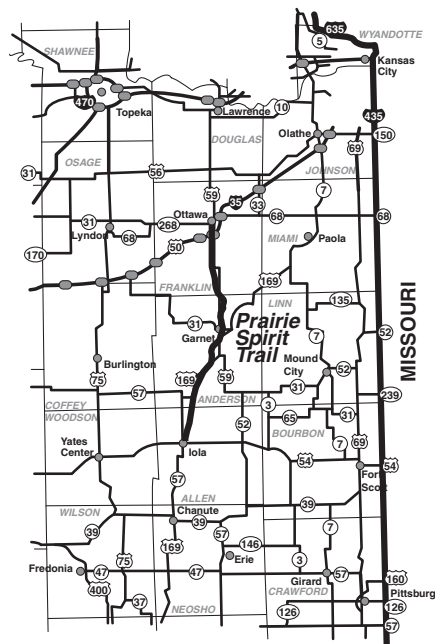 635
WYANDOTTE
5
SHAWNEE
Kansas
City
470
Topeka
Lawrence
10
435
DOUGLAS
Olathe
150
69
OSAGE
JOHNSON
31
56
59
35
33
7
Ottawa
68
68
31
268
Lyndon
68
50
MIAMI
Paola
170
169
FRANKLIN
LINN
135
Prairie
Spirit
Trail
31
Garnet
7
52
MISSOURI
Mound
City
52
Burlington
75
169
59
31
57
ANDERSON
239
COFFEY
WOODSON
3
65
31
52
BOURBON
Yates
Center
Iola
7
69
54
54
Fort
Scott
57
ALLEN
WILSON
Chanute
39
39
39
57
7
146
Erie
75
169
3
Fredonia
47
47
Girard
57
160
400
CRAWFORD
Pittsburg
37
NEOSHO
126
126
57